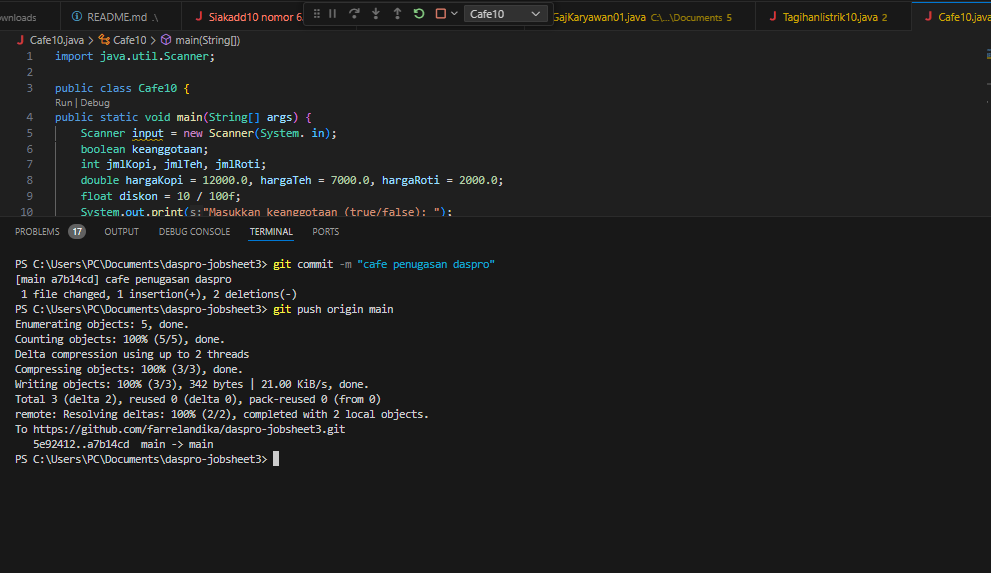 wnloads README.md .\ Siakadd10 nomor 6. Cafe10 GajKaryawan01.java C:\...\Documents 5 Tagihanlistrik10.java 2 Cafe10.java
Cafe10.java > Cafe10 > main(String[])
1 import java.util.Scanner;
2
3 public class Cafe10 {
Run | Debug
4 public static void main(String[] args) {
5 Scanner input = new Scanner(System. in);
6 boolean keanggotaan;
7 int jmlKopi, jmlTeh, jmlRoti;
8 double hargaKopi = 12000.0, hargaTeh = 7000.0, hargaRoti = 2000.0;
9 float diskon = 10 / 100f;
10 System.out.print(s:"Masukkan keanggotaan (true/false): ");
PROBLEMS 17 OUTPUT DEBUG CONSOLE TERMINAL PORTS
PS C:\Users\PC\Documents\daspro-jobsheet3> git commit -m "cafe penugasan daspro"
[main a7b14cd] cafe penugasan daspro
1 file changed, 1 insertion(+), 2 deletions(-)
PS C:\Users\PC\Documents\daspro-jobsheet3> git push origin main
Enumerating objects: 5, done.
Counting objects: 100% (5/5), done.
Delta compression using up to 2 threads
Compressing objects: 100% (3/3), done.
Writing objects: 100% (3/3), 342 bytes | 21.00 KiB/s, done.
Total 3 (delta 2), reused 0 (delta 0), pack-reused 0 (from 0)
remote: Resolving deltas: 100% (2/2), completed with 2 local objects.
To https://github.com/farrelandika/daspro-jobsheet3.git
5e92412..a7b14cd main -> main
PS C:\Users\PC\Documents\daspro-jobsheet3>